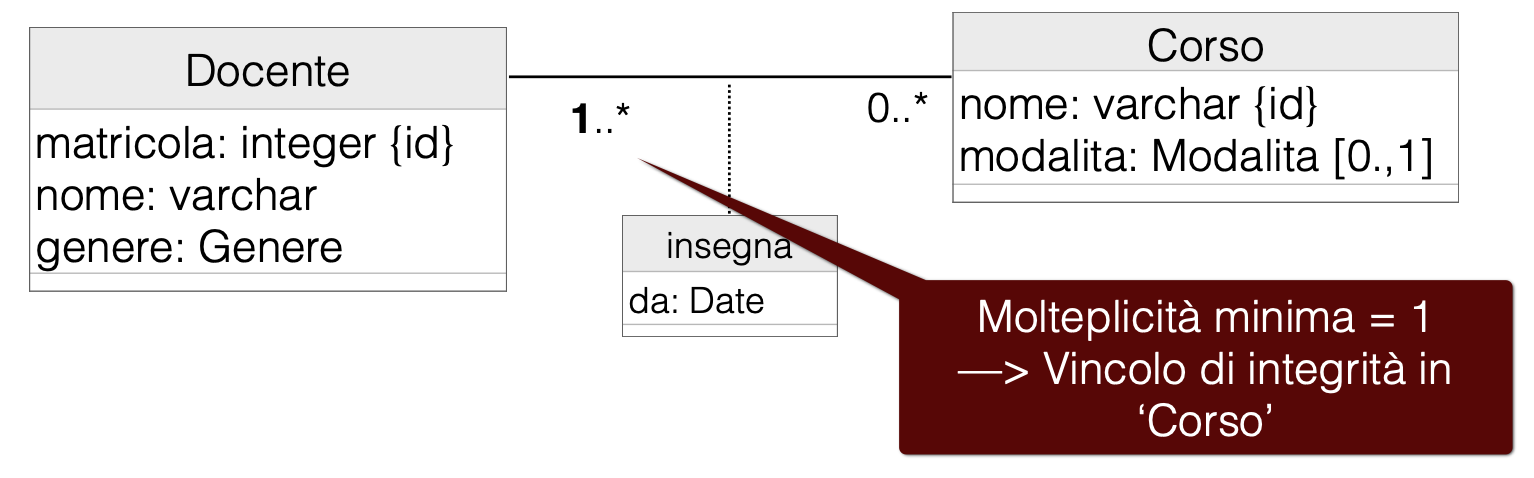 Docente
matricola: integer {id}
nome: varchar
genere: Genere
1..*
0..*
Corso
nome: varchar {id}
modalita: Modalita [0.,1]
insegna
da: Date
Molteplicità minima = 1
—> Vincolo di integrità in
‘Corso’